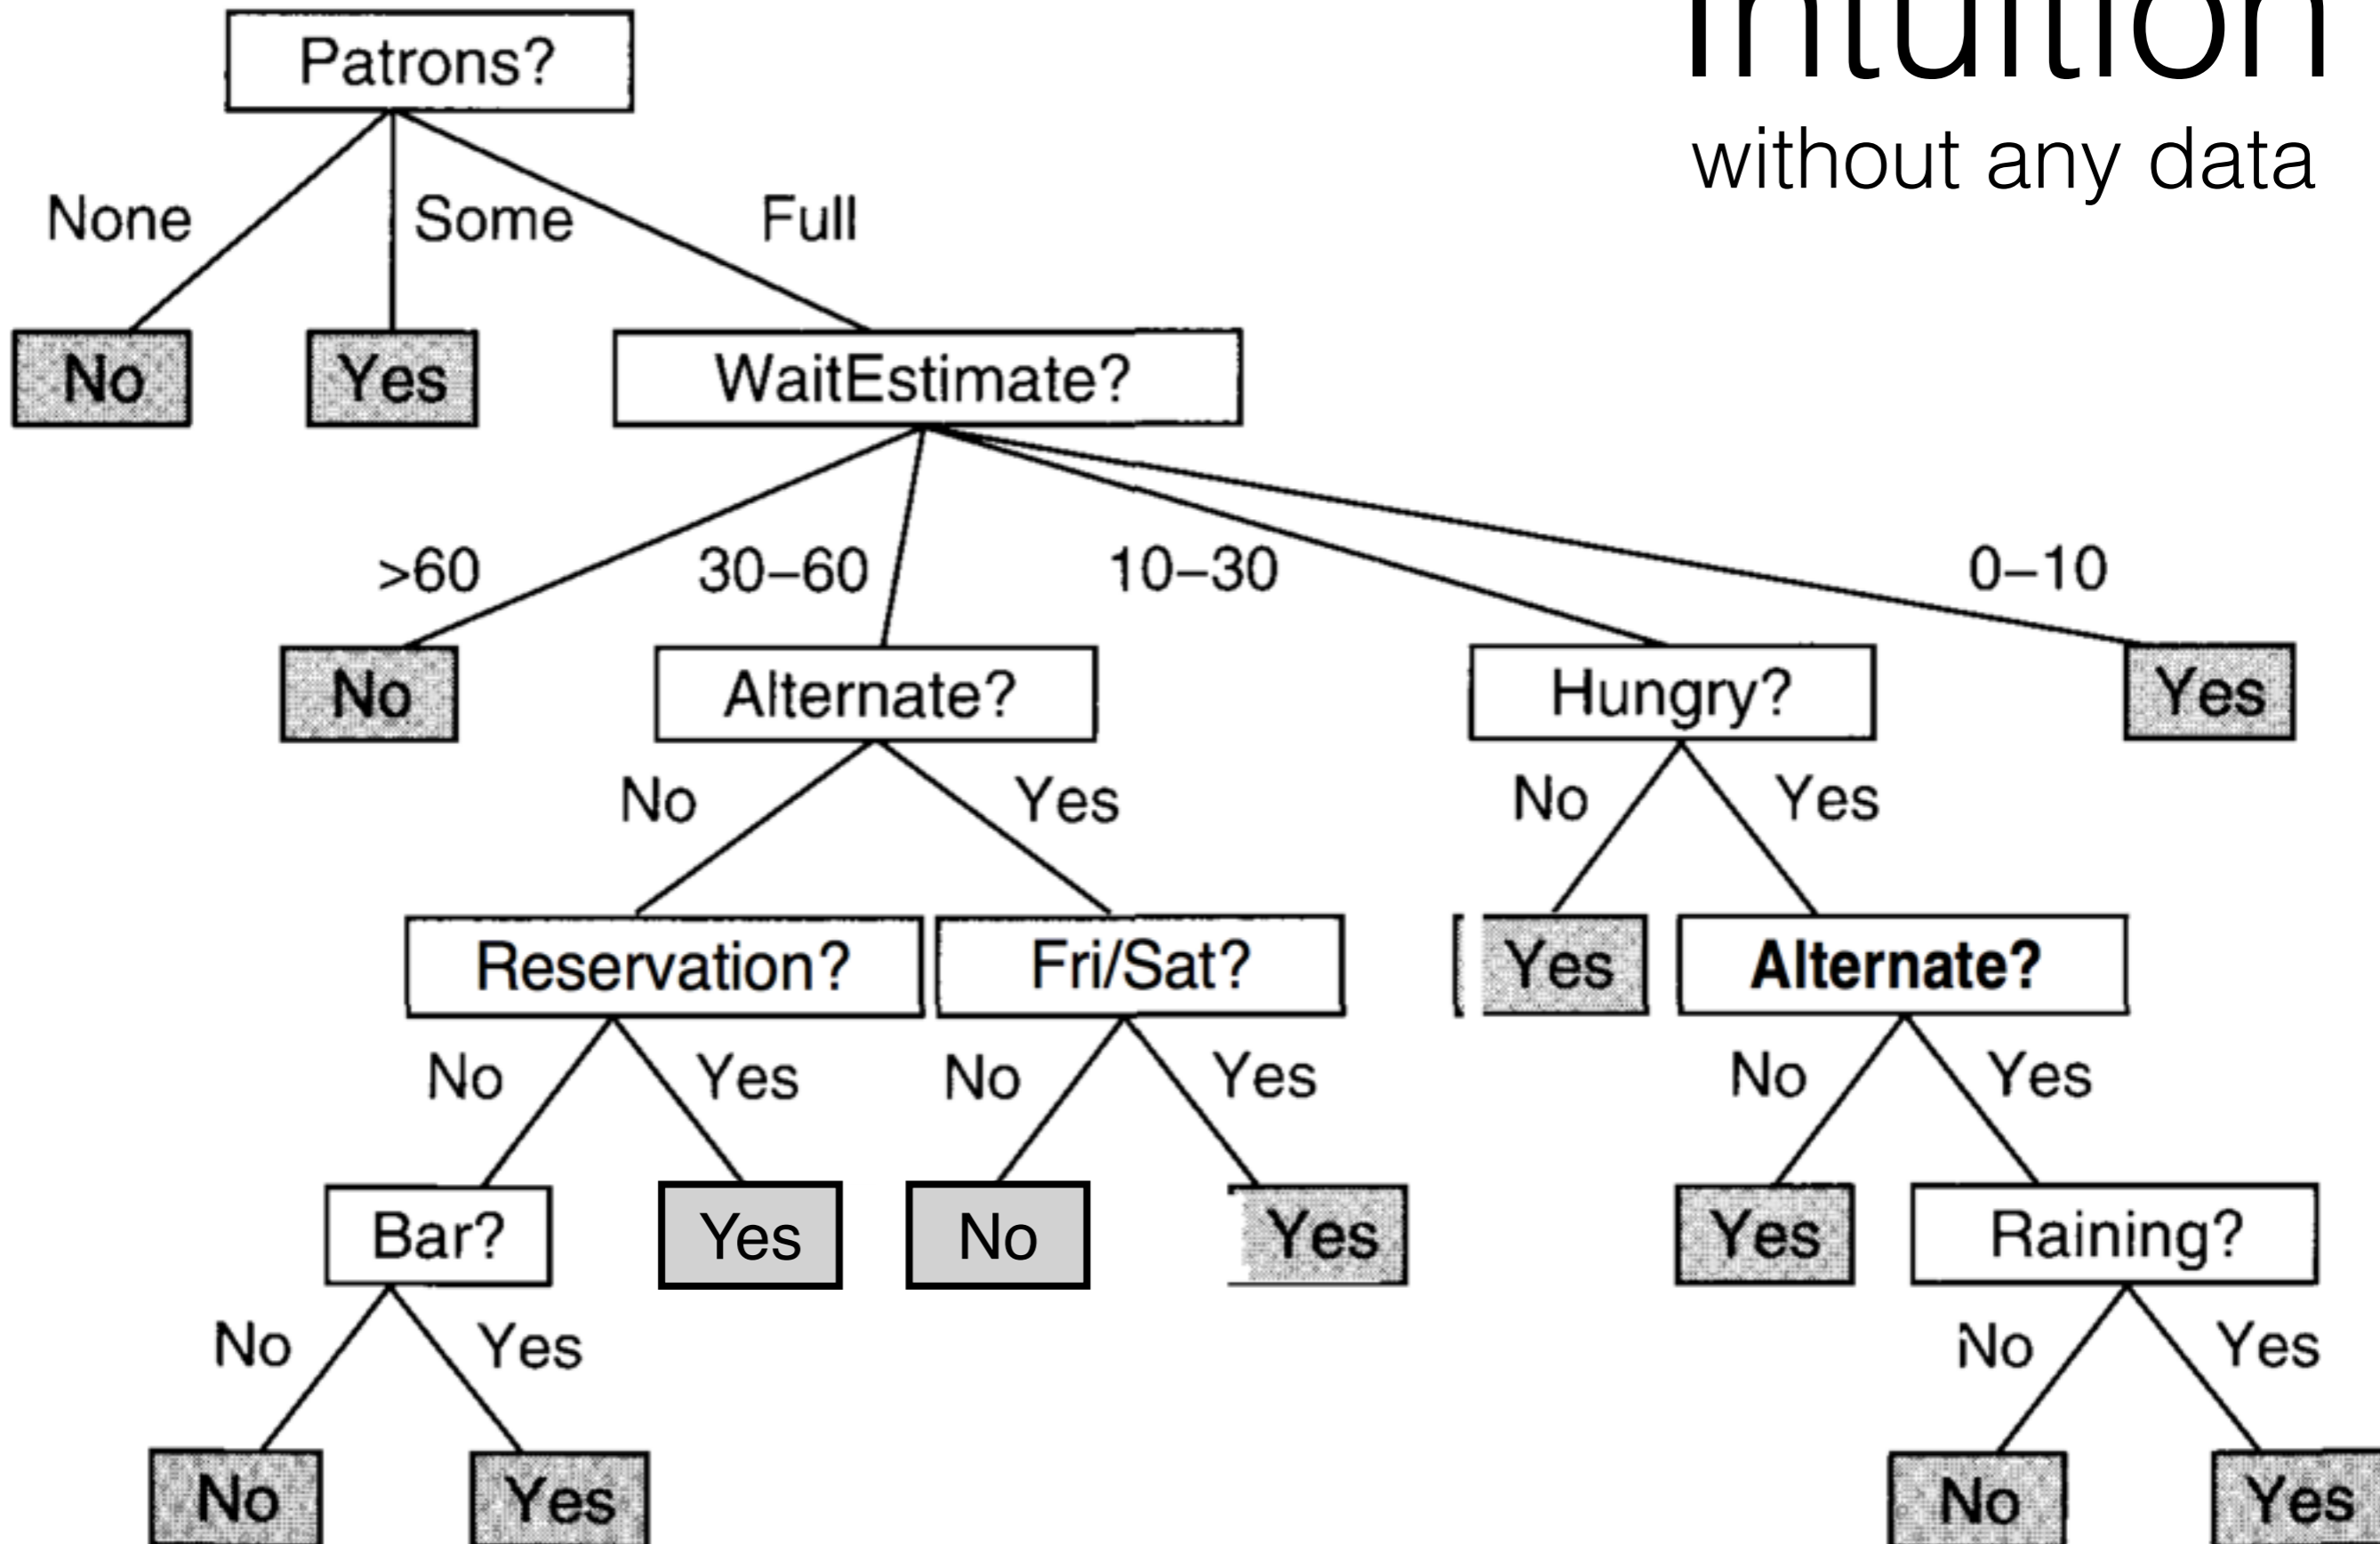 Intuition
without any data
Patrons?
None Some Full
No Yes WaitEstimate?
>60 30–60 10–30 0–10
No Alternate? Hungry? Yes
No Yes No Yes
Reservation? Fri/Sat? Yes Alternate?
No Yes No Yes No Yes
Bar? Yes No Yes Yes Raining?
No Yes No Yes
No Yes No Yes